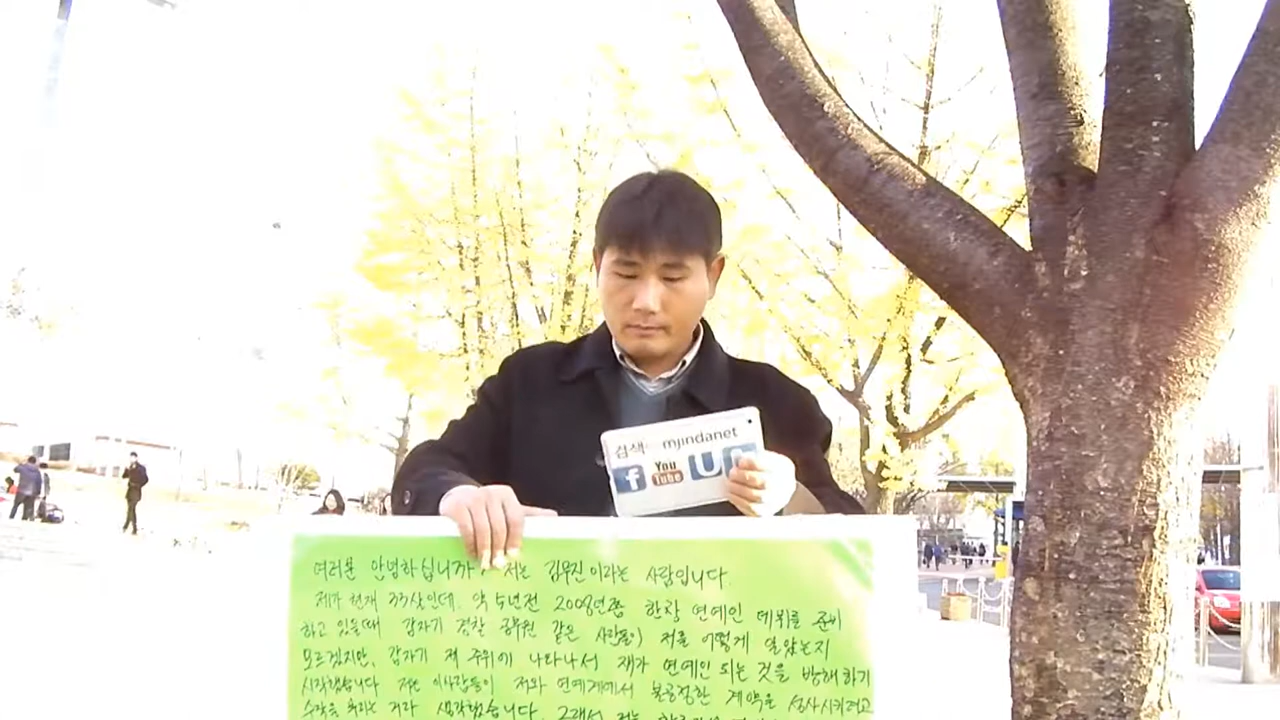 검색 mjindanet
f You Tube U
여러분 안녕하십니까? 저는 김무진이라는 사람입니다.
제가 현재 33살인데. 약 5년전 2008년쯤 한창 연예인 데뷔를 준비
하고 있을때 갑자기 경찰 공무원 같은 사람들이 저를 어떻게 알았는지
모르겠지만, 갑자기 제 주위에 나타나서 제가 연예인 되는 것을 방해하기
시작했습니다 저는 이사람들이 저와 연예계에서 불공정한 계약을 성사시키려고
생각했습니다. 그래서 저는